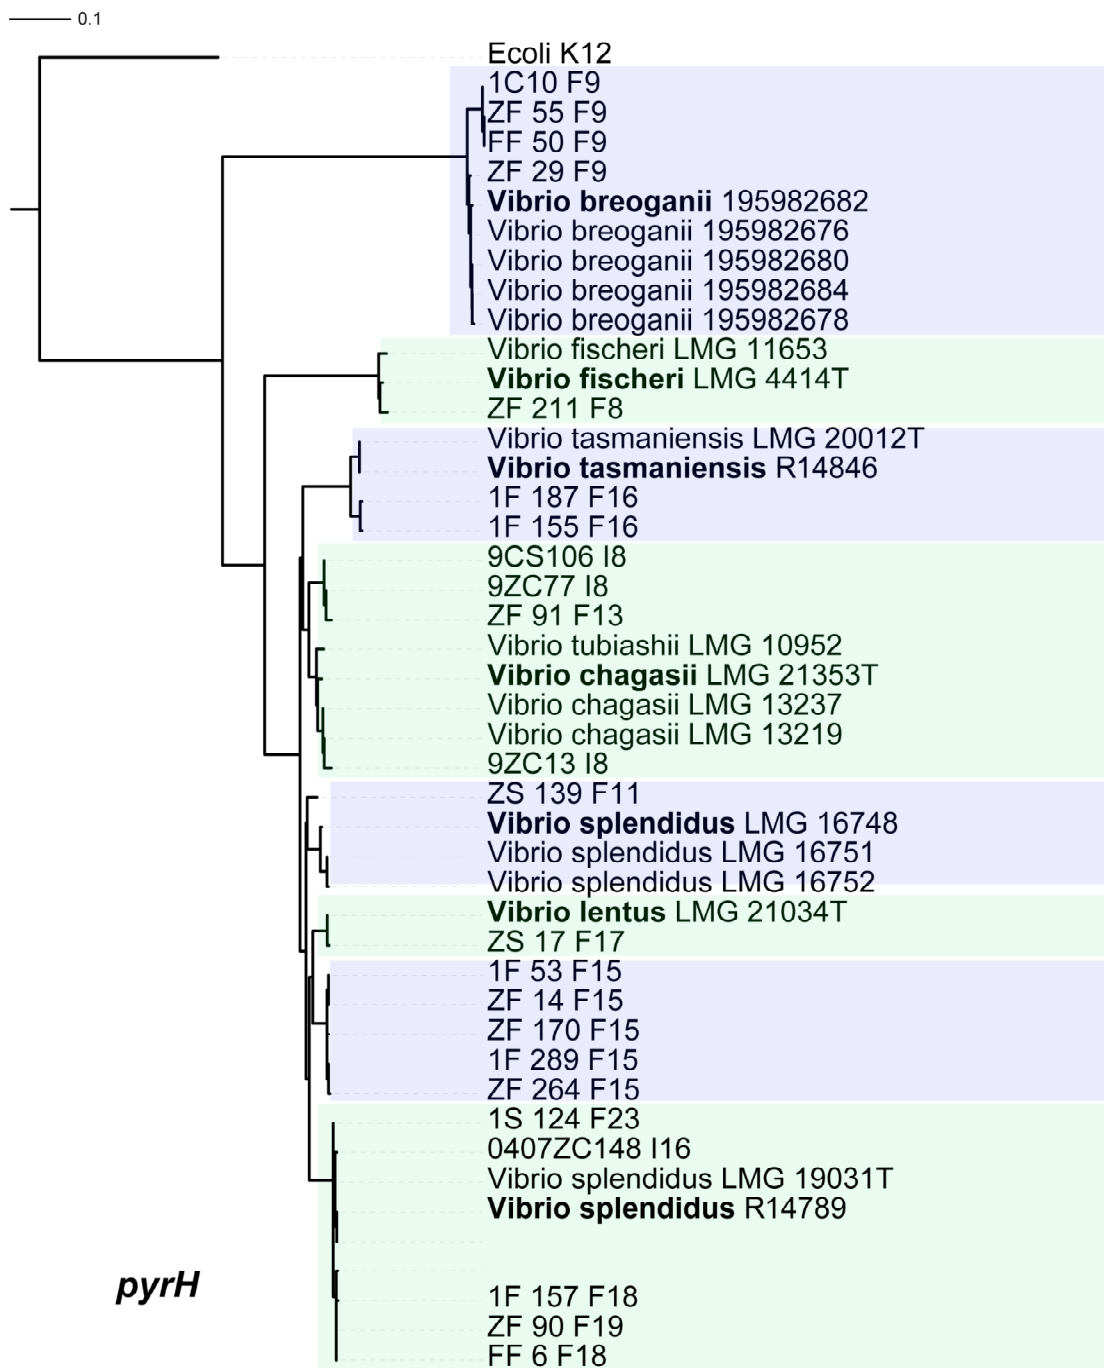 0.1
Ecoli K12
1C10 F9
ZF 55 F9
FF 50 F9
ZF 29 F9
Vibrio breoganii 195982682
Vibrio breoganii 195982676
Vibrio breoganii 195982680
Vibrio breoganii 195982684
Vibrio breoganii 195982678
Vibrio fischeri LMG 11653
Vibrio fischeri LMG 4414T
ZF 211 F8
Vibrio tasmaniensis LMG 20012T
Vibrio tasmaniensis R14846
1F 187 F16
1F 155 F16
9CS106 I8
9ZC77 I8
ZF 91 F13
Vibrio tubiashii LMG 10952
Vibrio chagasii LMG 21353T
Vibrio chagasii LMG 13237
Vibrio chagasii LMG 13219
9ZC13 I8
ZS 139 F11
Vibrio splendidus LMG 16748
Vibrio splendidus LMG 16751
Vibrio splendidus LMG 16752
Vibrio lentus LMG 21034T
ZS 17 F17
1F 53 F15
ZF 14 F15
ZF 170 F15
1F 289 F15
ZF 264 F15
1S 124 F23
0407ZC148 I16
Vibrio splendidus LMG 19031T
Vibrio splendidus R14789
pyrH
1F 157 F18
ZF 90 F19
FF 6 F18